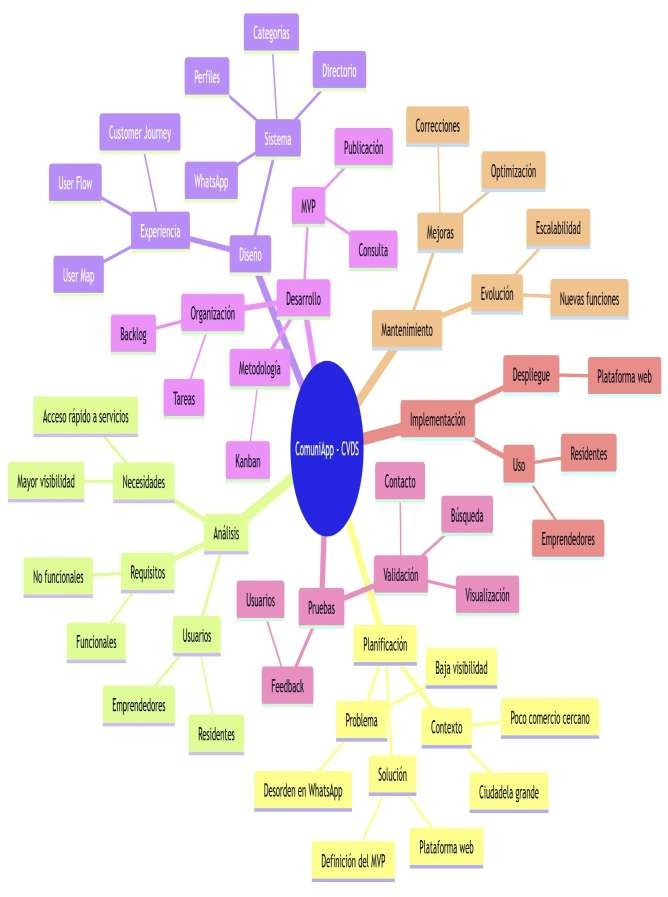 Categorías
Perfiles
Directorio
Customer Journey
Sistema
Correcciones
Publicación
User Flow
WhatsApp
Optimización
MVP
Experiencia
Mejoras
Escalabilidad
User Map
Diseño
Consulta
Organización
Desarrollo
Evolución
Nuevas funciones
Backlog
Mantenimiento
Metodología
Tareas
Despliegue
Plataforma web
Acceso rápido a servicios
Implementación
ComuniApp - CVDS
Kanban
Uso
Residentes
Mayor visibilidad
Necesidades
Contacto
Búsqueda
Emprendedores
Análisis
No funcionales
Requisitos
Validación
Visualización
Usuarios
Pruebas
Funcionales
Usuarios
Planificación
Feedback
Baja visibilidad
Emprendedores
Residentes
Problema
Contexto
Poco comercio cercano
Desorden en WhatsApp
Solución
Ciudadela grande
Definición del MVP
Plataforma web